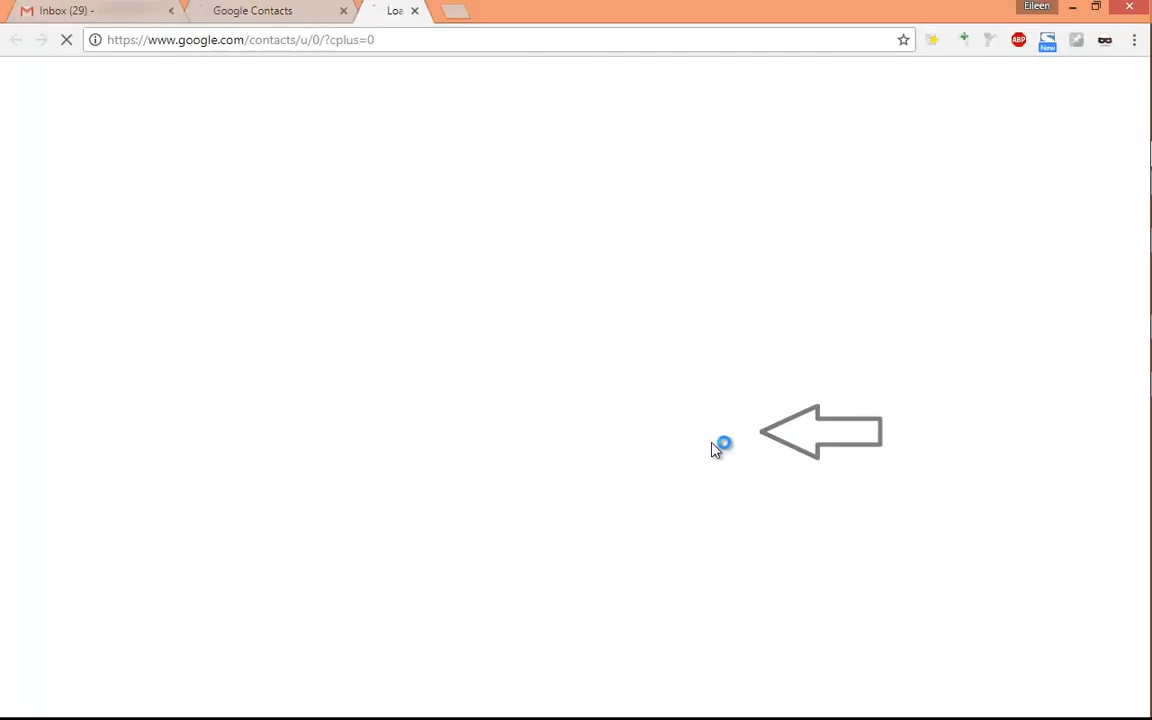 Inbox (29) -
Google Contacts
Loa
Eileen
https://www.google.com/contacts/u/0/?cplus=0
ABP
New